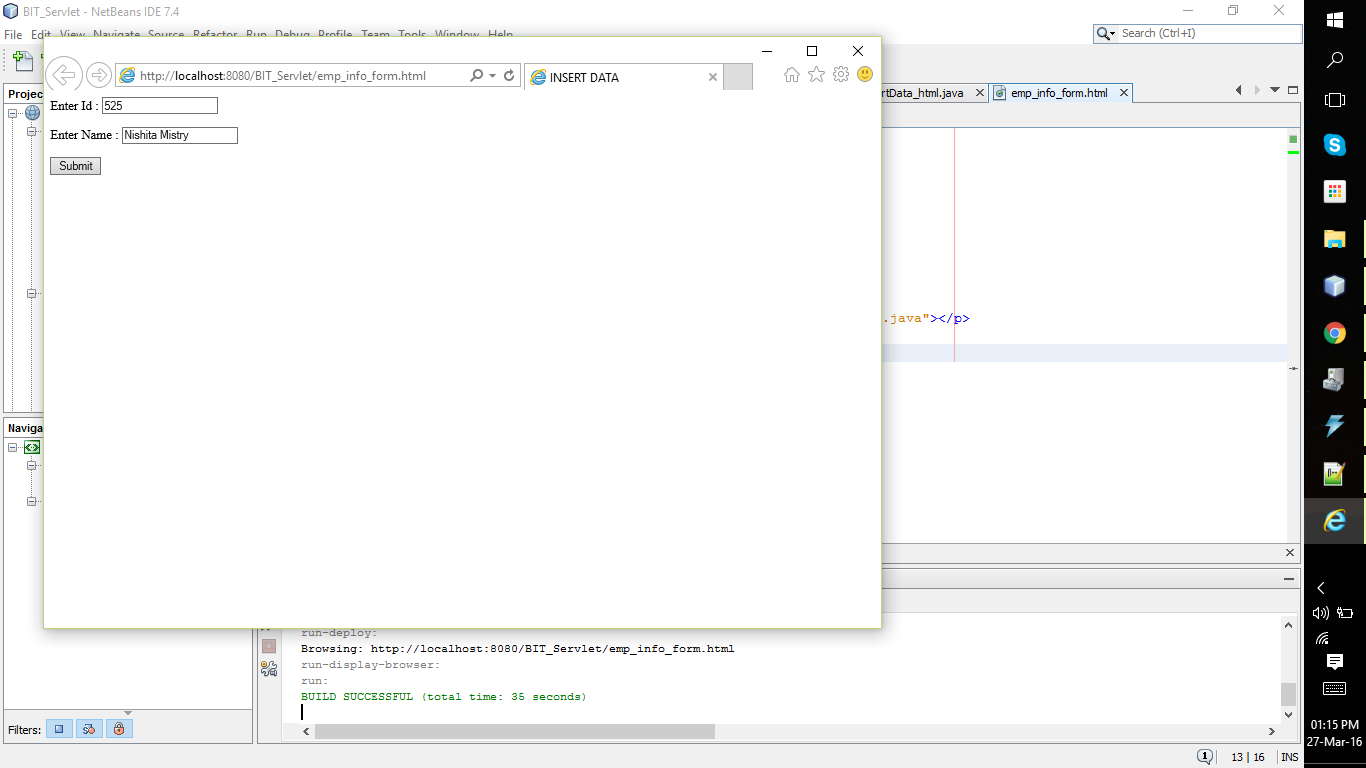 BIT_Servlet - NetBeans IDE 7.4
File Edit View Navigate Source Refactor Run Debug Profile Team Tools Window Help
Search (Ctrl+I)
http://localhost:8080/BIT_Servlet/emp_info_form.html
INSERT DATA
Projec
rtData_html.java
emp_info_form.html
Enter Id : 525
Enter Name : Nishita Mistry
Submit
.java"></p>
Naviga
run-deploy:
Browsing: http://localhost:8080/BIT_Servlet/emp_info_form.html
run-display-browser:
run:
BUILD SUCCESSFUL (total time: 35 seconds)
Filters:
1
13 | 16
INS
01:15 PM
27-Mar-16